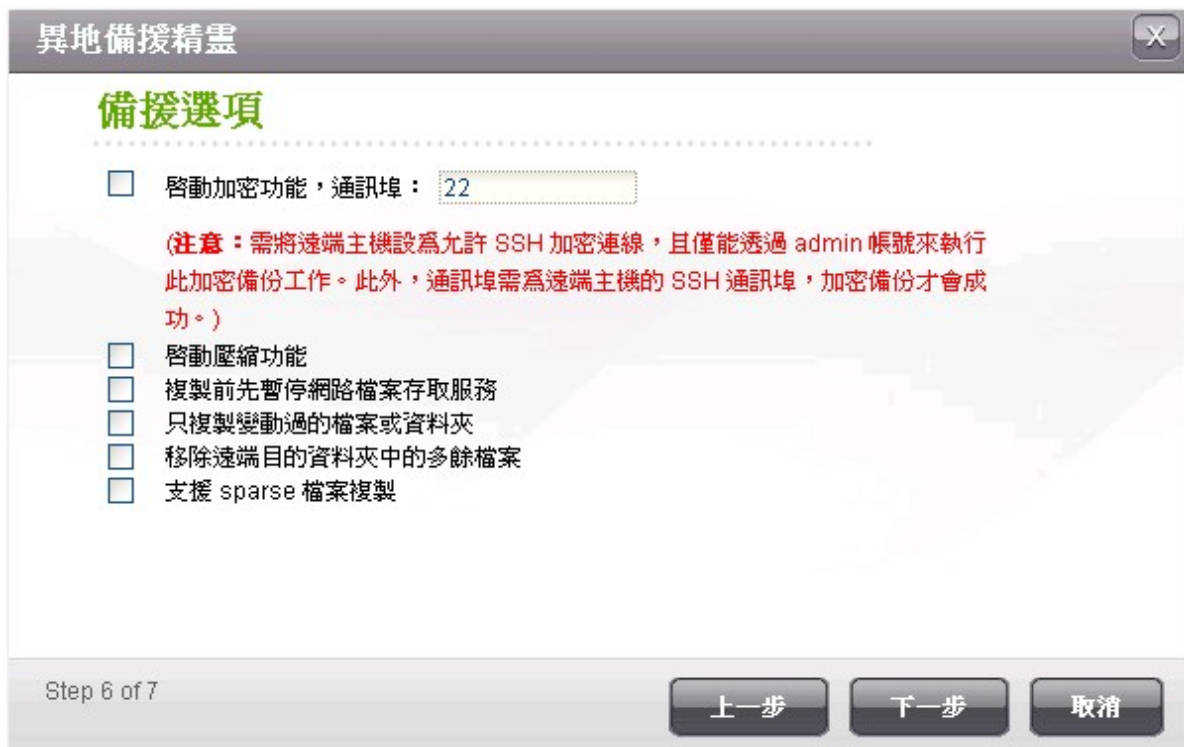 異地備援精靈
X
備援選項
啓動加密功能，通訊埠： 22
(注意：需將遠端主機設爲允許 SSH 加密連線，且僅能透過 admin 帳號來執行
此加密備份工作。此外，通訊埠需爲遠端主機的 SSH 通訊埠，加密備份才會成
功。)
啓動壓縮功能
複製前先暫停網路檔案存取服務
只複製變動過的檔案或資料夾
移除遠端目的資料夾中的多餘檔案
支援 sparse 檔案複製
Step 6 of 7
上一步 下一步 取消